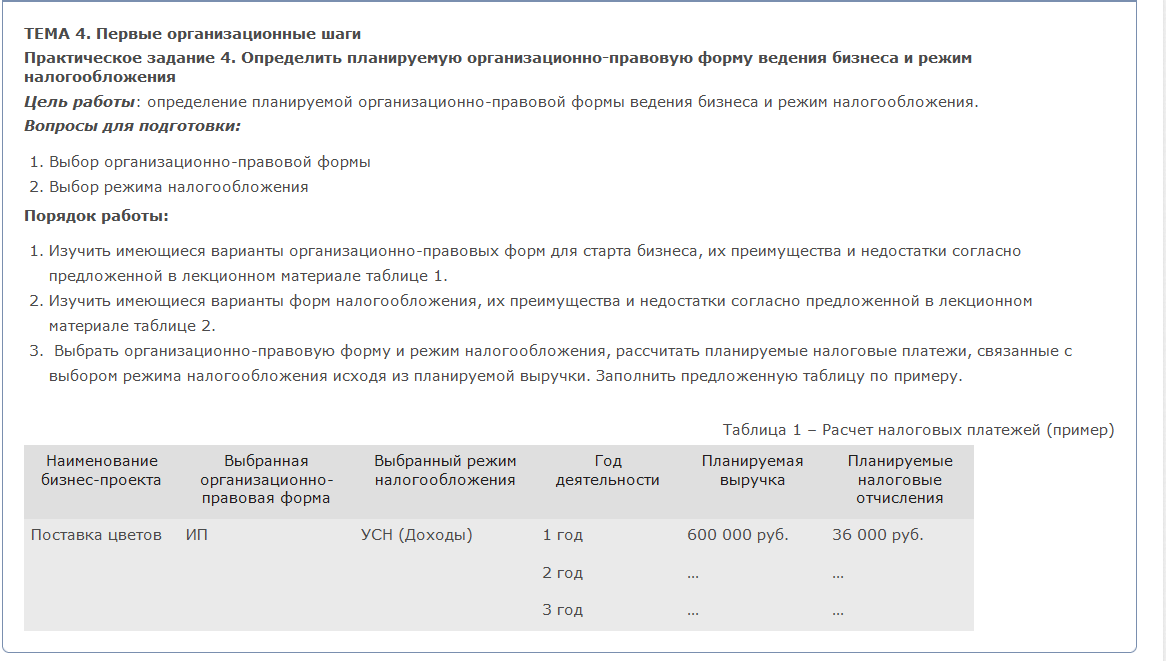 ТЕМА 4. Первые организационные шаги
Практическое задание 4. Определить планируемую организационно-правовую форму ведения бизнеса и режим
налогообложения
Цель работы: определение планируемой организационно-правовой формы ведения бизнеса и режим налогообложения.
Вопросы для подготовки:
1. Выбор организационно-правовой формы
2. Выбор режима налогообложения
Порядок работы:
1. Изучить имеющиеся варианты организационно-правовых форм для старта бизнеса, их преимущества и недостатки согласно
предложенной в лекционном материале таблице 1.
2. Изучить имеющиеся варианты форм налогообложения, их преимущества и недостатки согласно предложенной в лекционном
материале таблице 2.
3. Выбрать организационно-правовую форму и режим налогообложения, рассчитать планируемые налоговые платежи, связанные с
выбором режима налогообложения исходя из планируемой выручки. Заполнить предложенную таблицу по примеру.
Таблица 1 – Расчет налоговых платежей (пример)
Наименование Выбранная Выбранный режим Год Планируемая Планируемые
бизнес-проекта организационно- налогообложения деятельности выручка налоговые
правовая форма отчисления
Поставка цветов ИП УСН (Доходы) 1 год 600 000 руб. 36 000 руб.
2 год ... ...
3 год ... ...